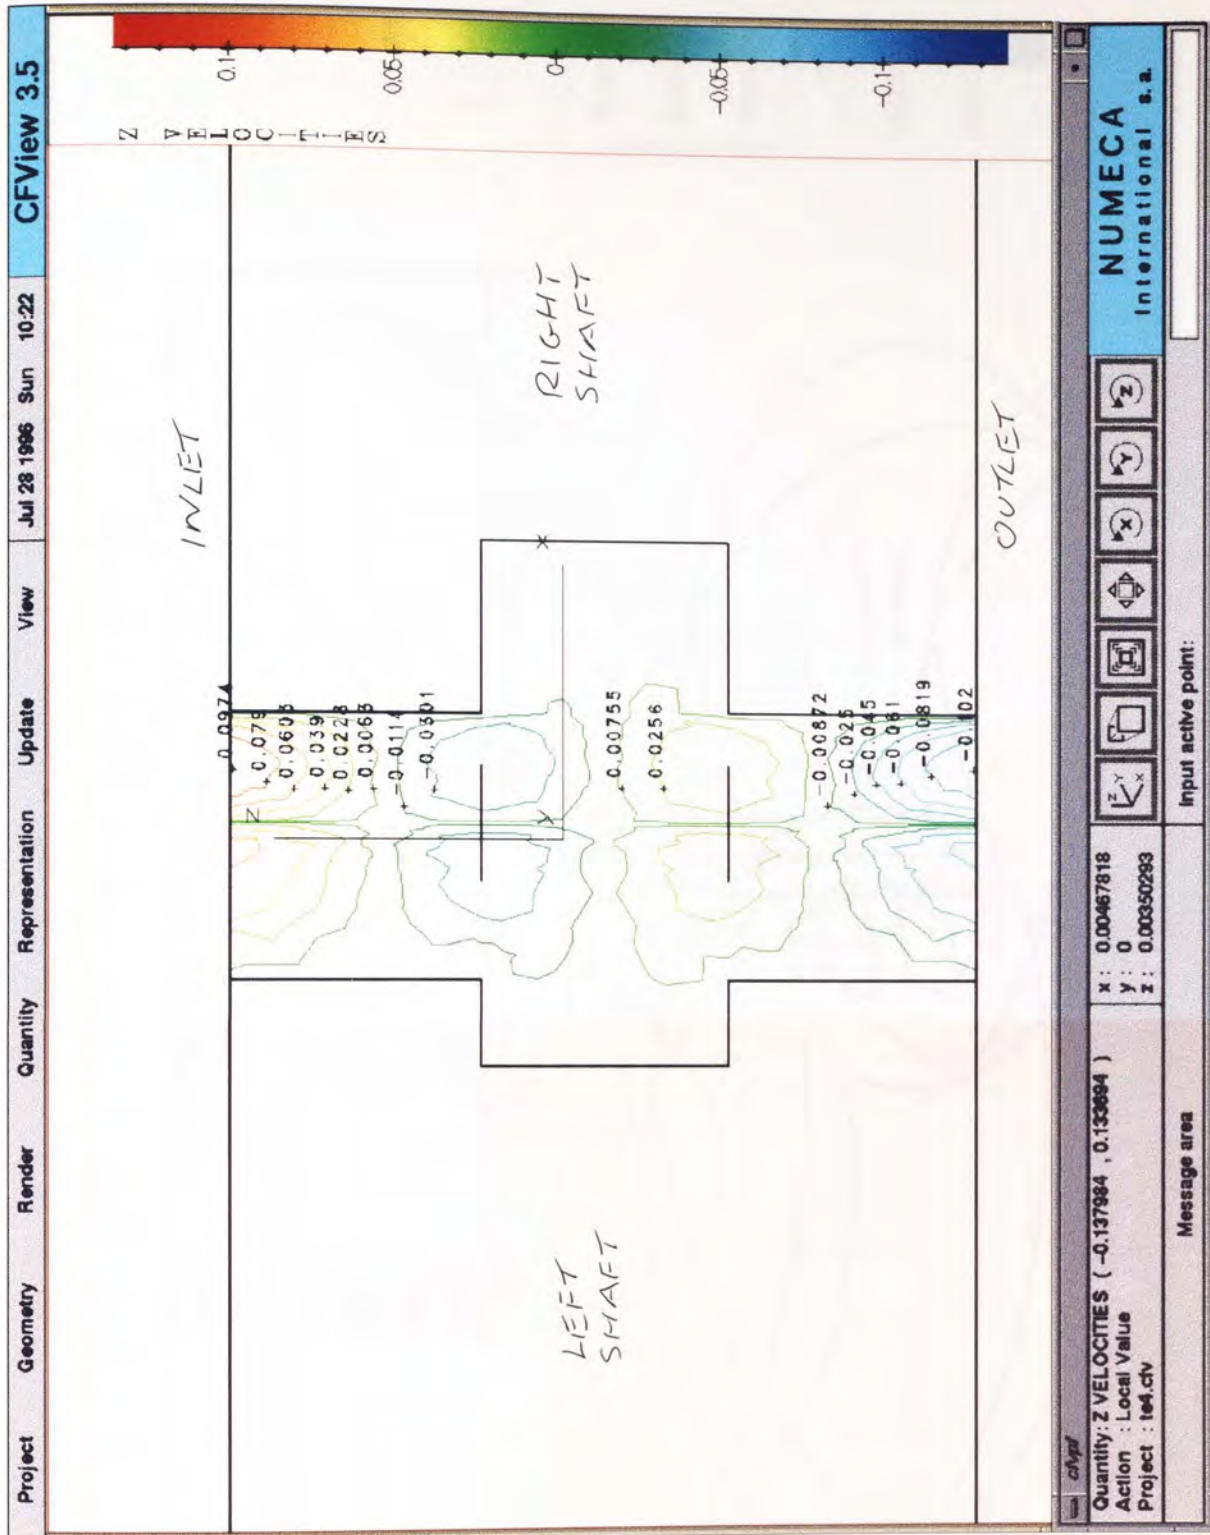 Project Geometry Render Quantity Representation Update View Jul 28 1996 Sun 10:22 CFView 3.5
Z VELOCITIES
0.1
0.05
0
-0.05
-0.1
INLET
LEFT
SHAFT
RIGHT
SHAFT
OUTLET
Z
Y
X
0.0974
0.079
0.0603
0.039
0.0228
0.0063
-0.0114
-0.0301
0.00755
0.0256
-0.00872
-0.025
-0.045
-0.061
-0.0819
-0.102
cfvpf
Quantity: Z VELOCITIES ( -0.137984 , 0.133694 )
Action : Local Value
Project : te4.cfv
x : 0.00467818
y : 0
z : 0.00350293
Z Y X
X
Y
Z
NUMECA
International s.a.
Message area
Input active point: